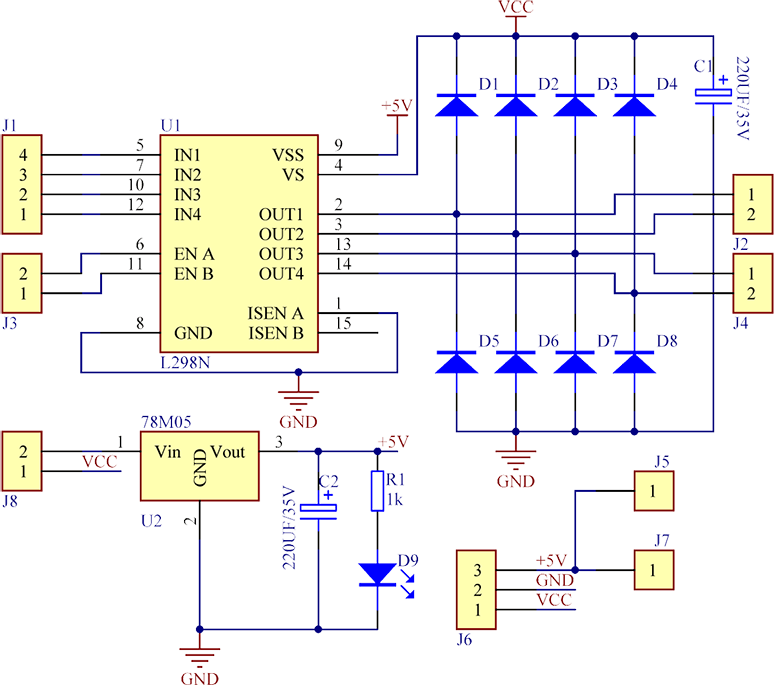 VCC
D1 D2 D3 D4 C1 220UF/35V
+5V
J1 U1
4 5 IN1 VSS 9
3 7 IN2 VS 4
2 10 IN3
1 12 IN4 OUT1 2 1
OUT2 3 2
J2
2 6 EN A OUT3 13 1
1 11 EN B OUT4 14 2
J3 J4
ISEN A 1
8 GND ISEN B 15
D5 D6 D7 D8
L298N
GND
78M05
2 1 Vin GND Vout 3 +5V
1 VCC
J8 U2 2
C2 220UF/35V R1 1k
GND
J5
1
D9
J7
3 +5V 1
2 GND
1 VCC
J6
GND